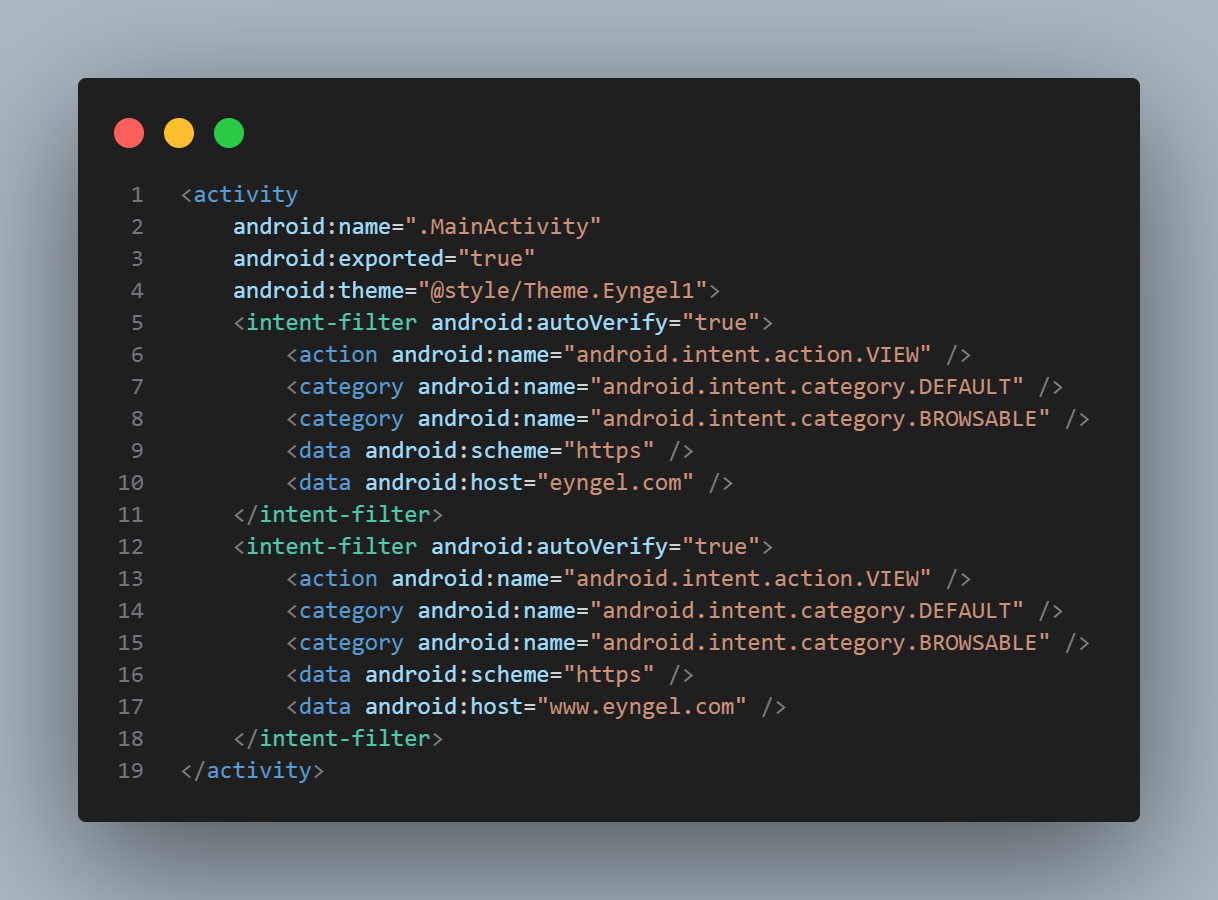 1 <activity
2     android:name=".MainActivity"
3     android:exported="true"
4     android:theme="@style/Theme.Eyngel1">
5     <intent-filter android:autoVerify="true">
6         <action android:name="android.intent.action.VIEW" />
7         <category android:name="android.intent.category.DEFAULT" />
8         <category android:name="android.intent.category.BROWSABLE" />
9         <data android:scheme="https" />
10         <data android:host="eyngel.com" />
11     </intent-filter>
12     <intent-filter android:autoVerify="true">
13         <action android:name="android.intent.action.VIEW" />
14         <category android:name="android.intent.category.DEFAULT" />
15         <category android:name="android.intent.category.BROWSABLE" />
16         <data android:scheme="https" />
17         <data android:host="www.eyngel.com" />
18     </intent-filter>
19 </activity>